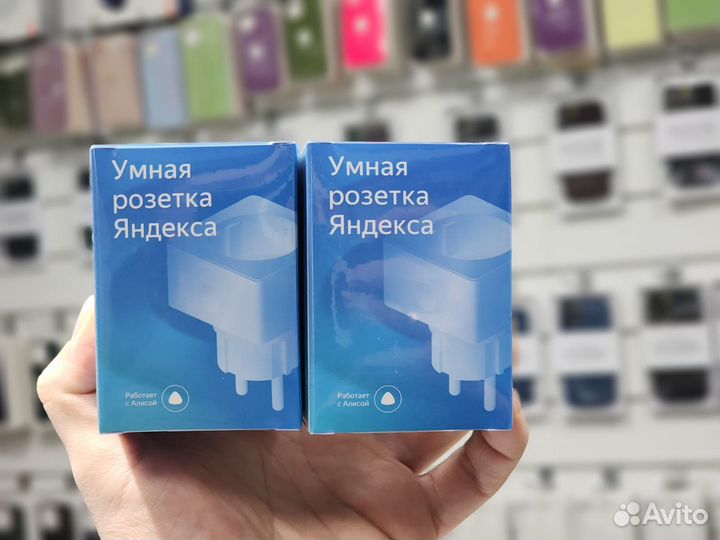 Умная
розетка
Яндекса
Работает
с Алисой
Умная
розетка
Яндекса
Работает
с Алисой
Avito